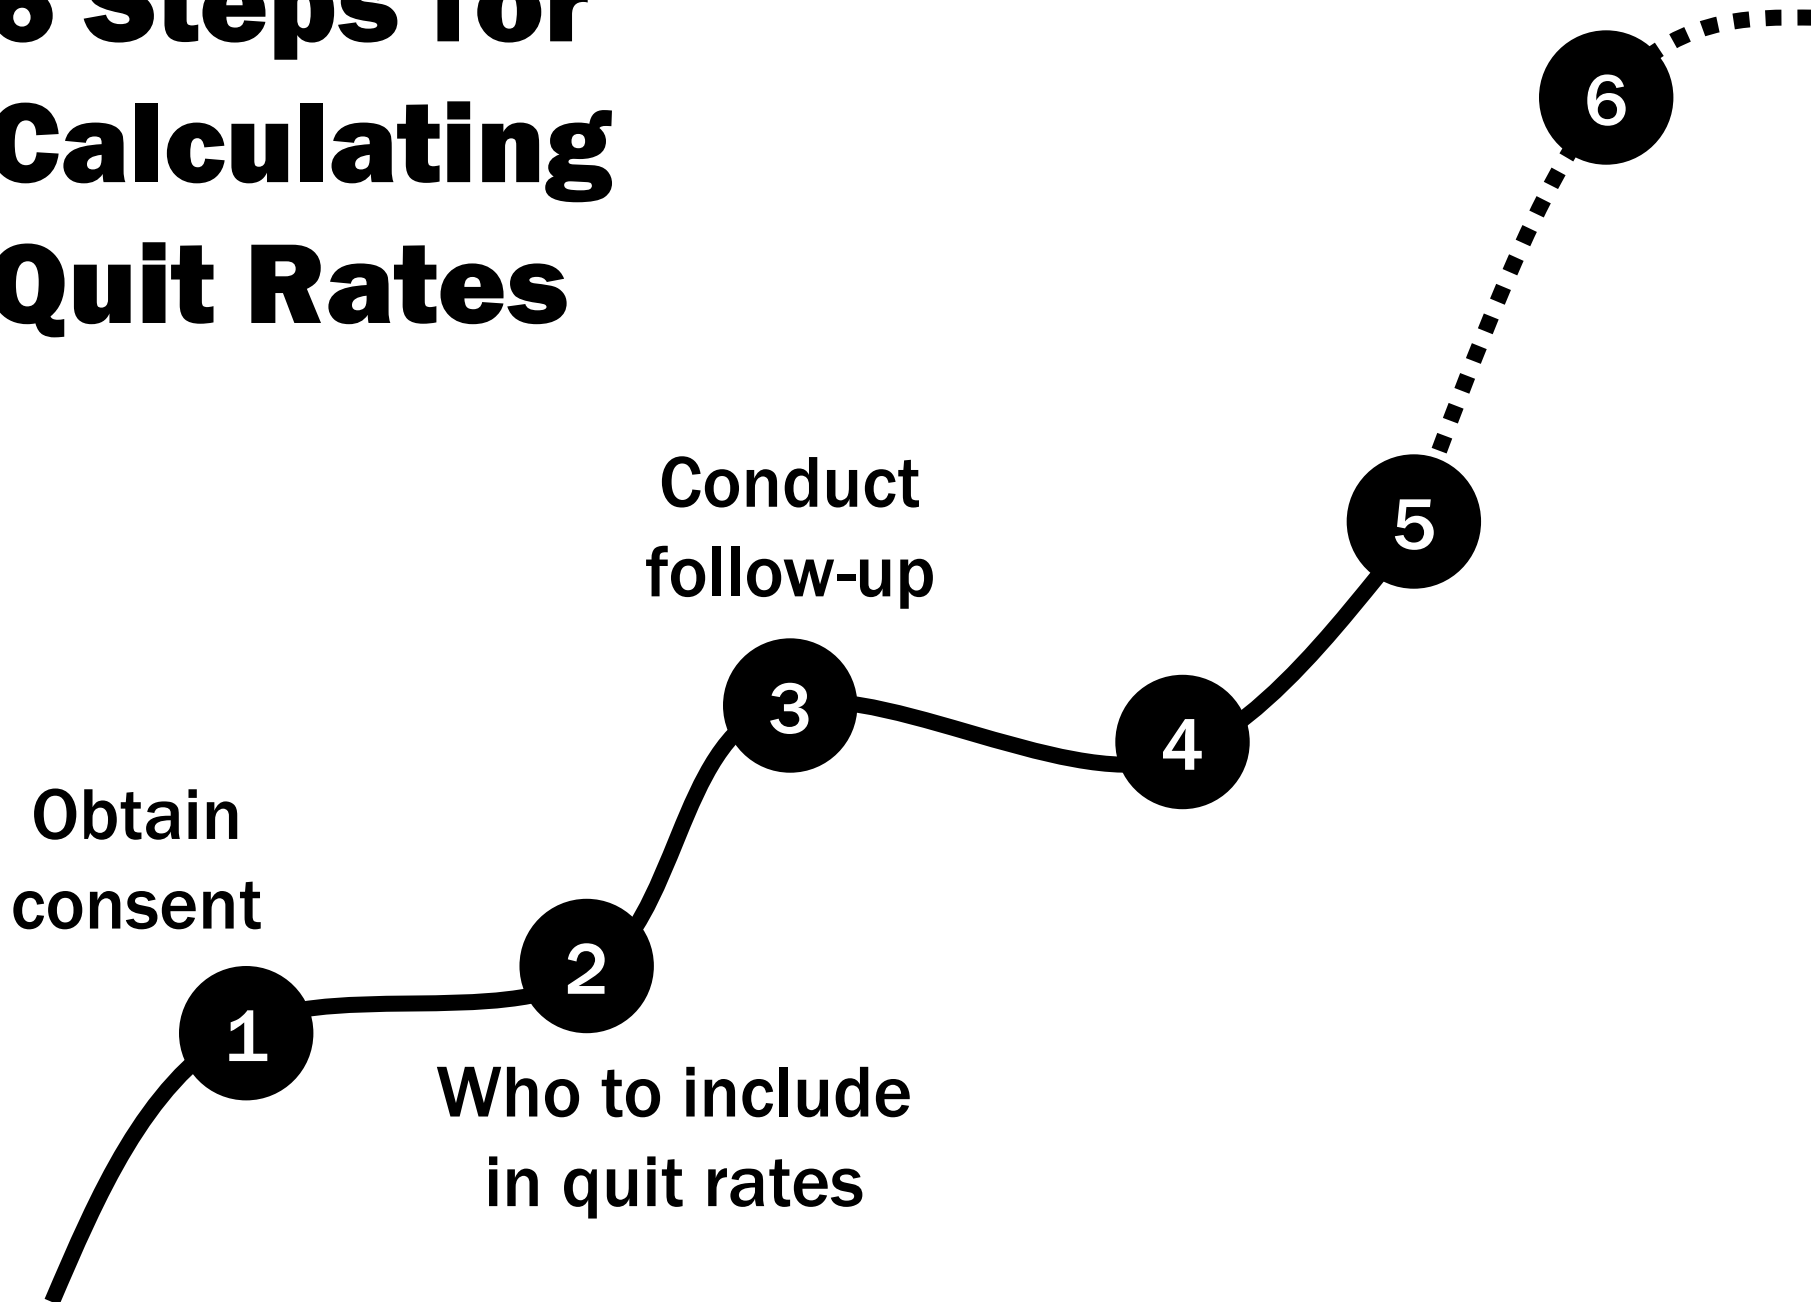 6 Steps for
Calculating
Quit Rates
6
Conduct
follow-up
5
3
4
Obtain
consent
2
1
Who to include
in quit rates